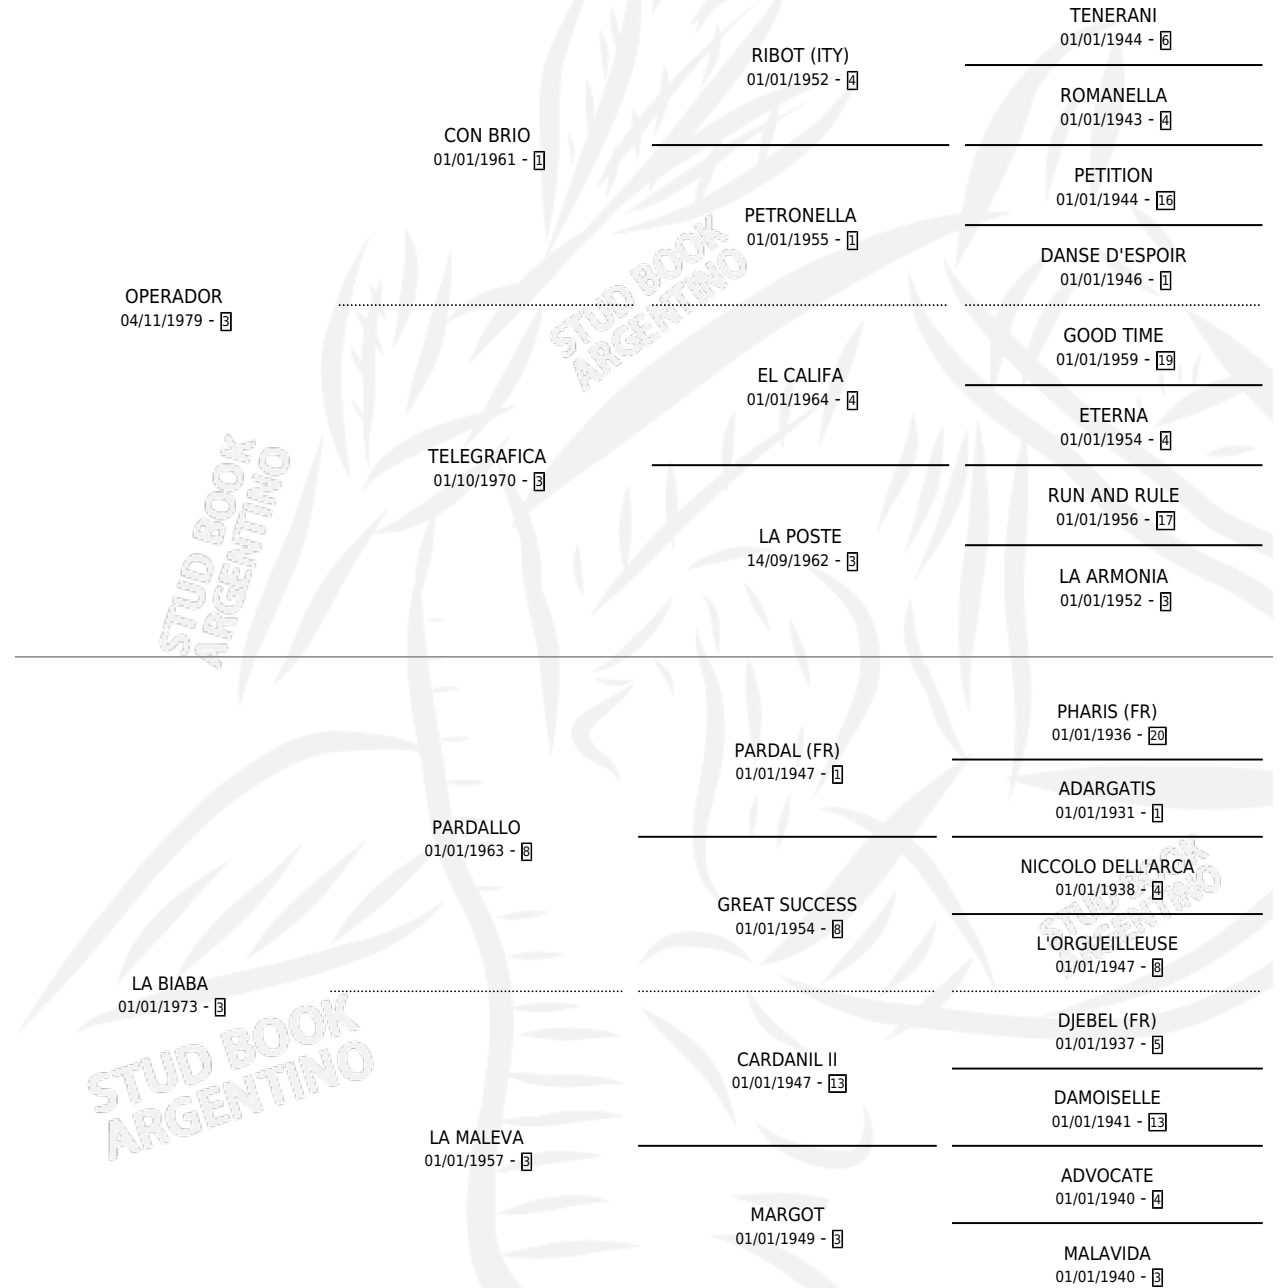 TENERANI
01/01/1944 - 6
RIBOT (ITY)
01/01/1952 - 4
ROMANELLA
01/01/1943 - 4
CON BRIO
01/01/1961 - 1
PETITION
01/01/1944 - 16
PETRONELLA
01/01/1955 - 1
DANSE D'ESPOIR
01/01/1946 - 1
OPERADOR
04/11/1979 - 3
GOOD TIME
01/01/1959 - 19
EL CALIFA
01/01/1964 - 4
ETERNA
01/01/1954 - 4
TELEGRAFICA
01/10/1970 - 3
RUN AND RULE
01/01/1956 - 17
LA POSTE
14/09/1962 - 3
LA ARMONIA
01/01/1952 - 3
PHARIS (FR)
01/01/1936 - 20
PARDAL (FR)
01/01/1947 - 1
ADARGATIS
01/01/1931 - 1
PARDALLO
01/01/1963 - 8
NICCOLO DELL'ARCA
01/01/1938 - 4
GREAT SUCCESS
01/01/1954 - 8
L'ORGUEILLEUSE
01/01/1947 - 8
LA BIABA
01/01/1973 - 3
DJEBEL (FR)
01/01/1937 - 5
CARDANIL II
01/01/1947 - 13
DAMOISELLE
01/01/1941 - 13
LA MALEVA
01/01/1957 - 3
ADVOCATE
01/01/1940 - 4
MARGOT
01/01/1949 - 3
MALAVIDA
01/01/1940 - 3
STUD BOOK
ARGENTINO
STUD BOOK
ARGENTINO
STUD BOOK
ARGENTINO
STUD BOOK
ARGENTINO